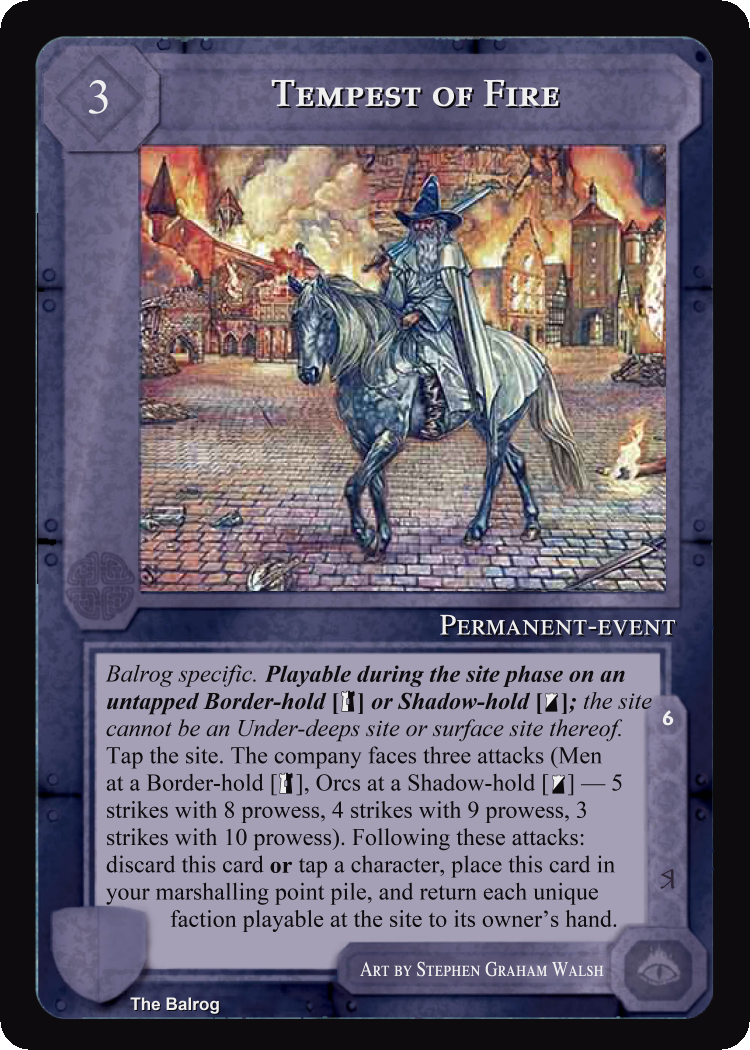 3
Tempest of Fire
Permanent-event
Balrog specific. Playable during the site phase on an
untapped Border-hold [ ] or Shadow-hold [ ]; the site
cannot be an Under-deeps site or surface site thereof.
Tap the site. The company faces three attacks (Men
at a Border-hold [ ], Orcs at a Shadow-hold [ ] — 5
strikes with 8 prowess, 4 strikes with 9 prowess, 3
strikes with 10 prowess). Following these attacks:
discard this card or tap a character, place this card in
your marshalling point pile, and return each unique
faction playable at the site to its owner's hand.
6
Art by Stephen Graham Walsh
The Balrog